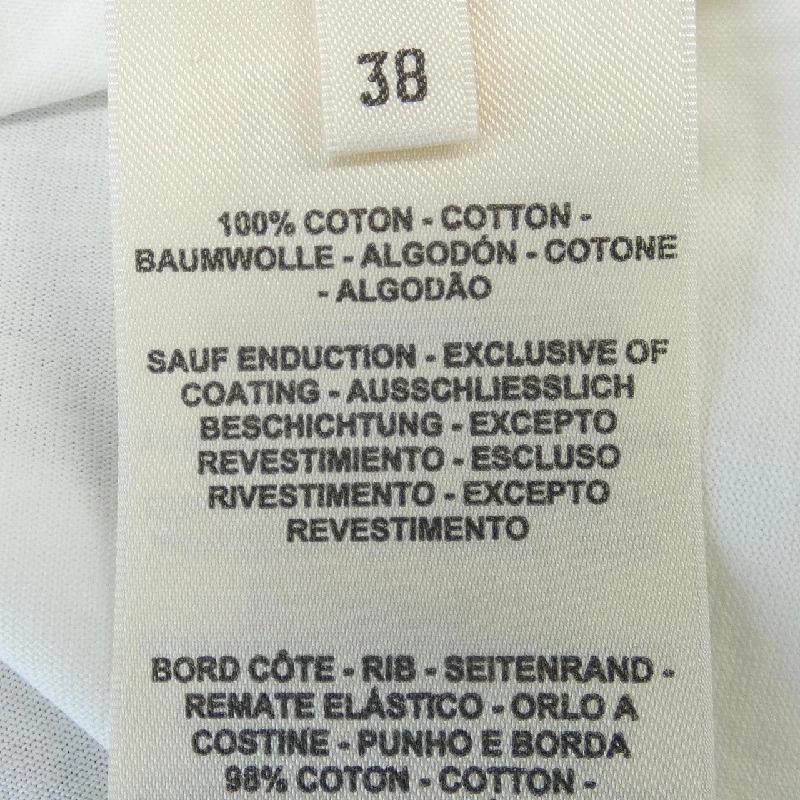 38
100% COTON - COTTON -
BAUMWOLLE - ALGODÓN - COTONE
- ALGODÃO
SAUF ENDUCTION - EXCLUSIVE OF
COATING - AUSSCHLIESSLICH
BESCHICHTUNG - EXCEPTO
REVESTIMIENTO - ESCLUSO
RIVESTIMENTO - EXCEPTO
REVESTIMENTO
BORD CÔTE - RIB - SEITENRAND -
REMATE ELÁSTICO - ORLO A
COSTINE - PUNHO E BORDA
98% COTON - COTTON -